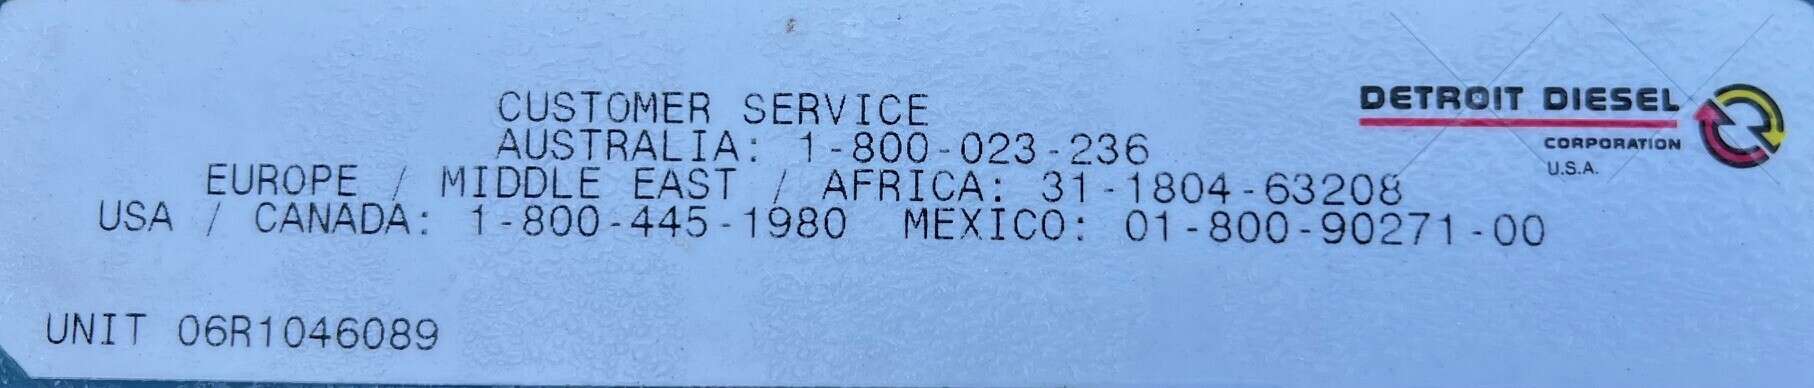 CUSTOMER SERVICE
AUSTRALIA: 1-800-023-236
EUROPE / MIDDLE EAST / AFRICA: 31-1804-63208
USA / CANADA: 1-800-445-1980 MEXICO: 01-800-90271-00
DETROIT DIESEL
CORPORATION
U.S.A.
UNIT 06R1046089